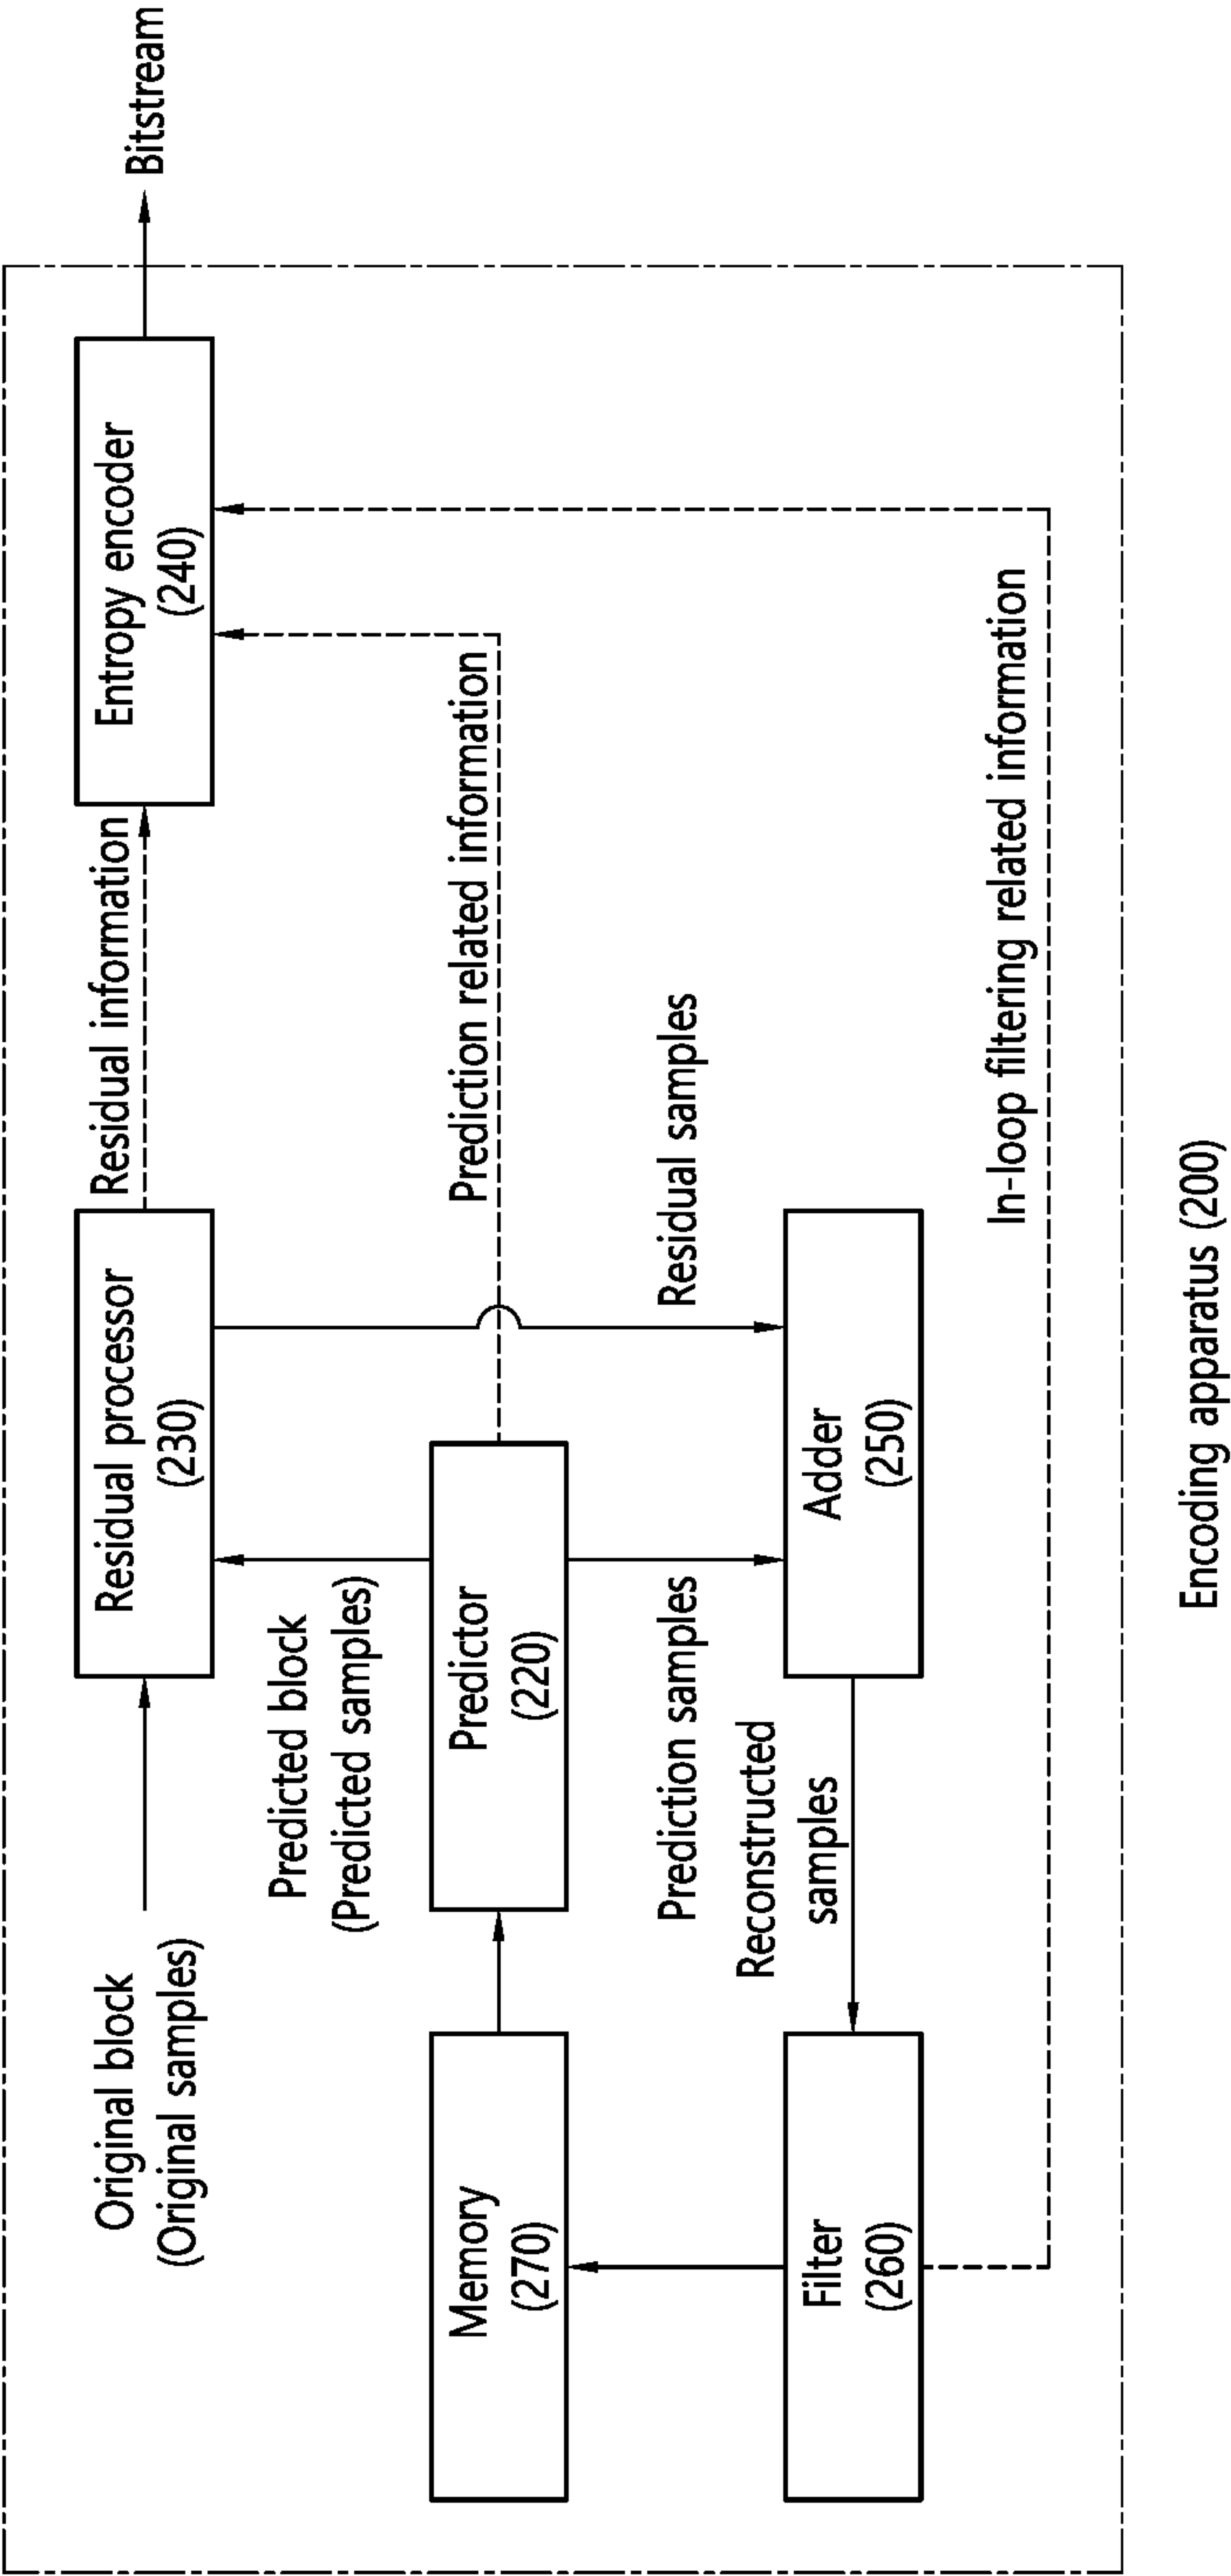 Original block
(Original samples)
Residual processor
(230)
Residual information
Entropy encoder
(240)
Bitstream
Predicted block
(Predicted samples)
Memory
(270)
Predictor
(220)
Prediction related information
Prediction samples
Residual samples
Reconstructed
samples
Filter
(260)
Adder
(250)
In-loop filtering related information
Encoding apparatus (200)